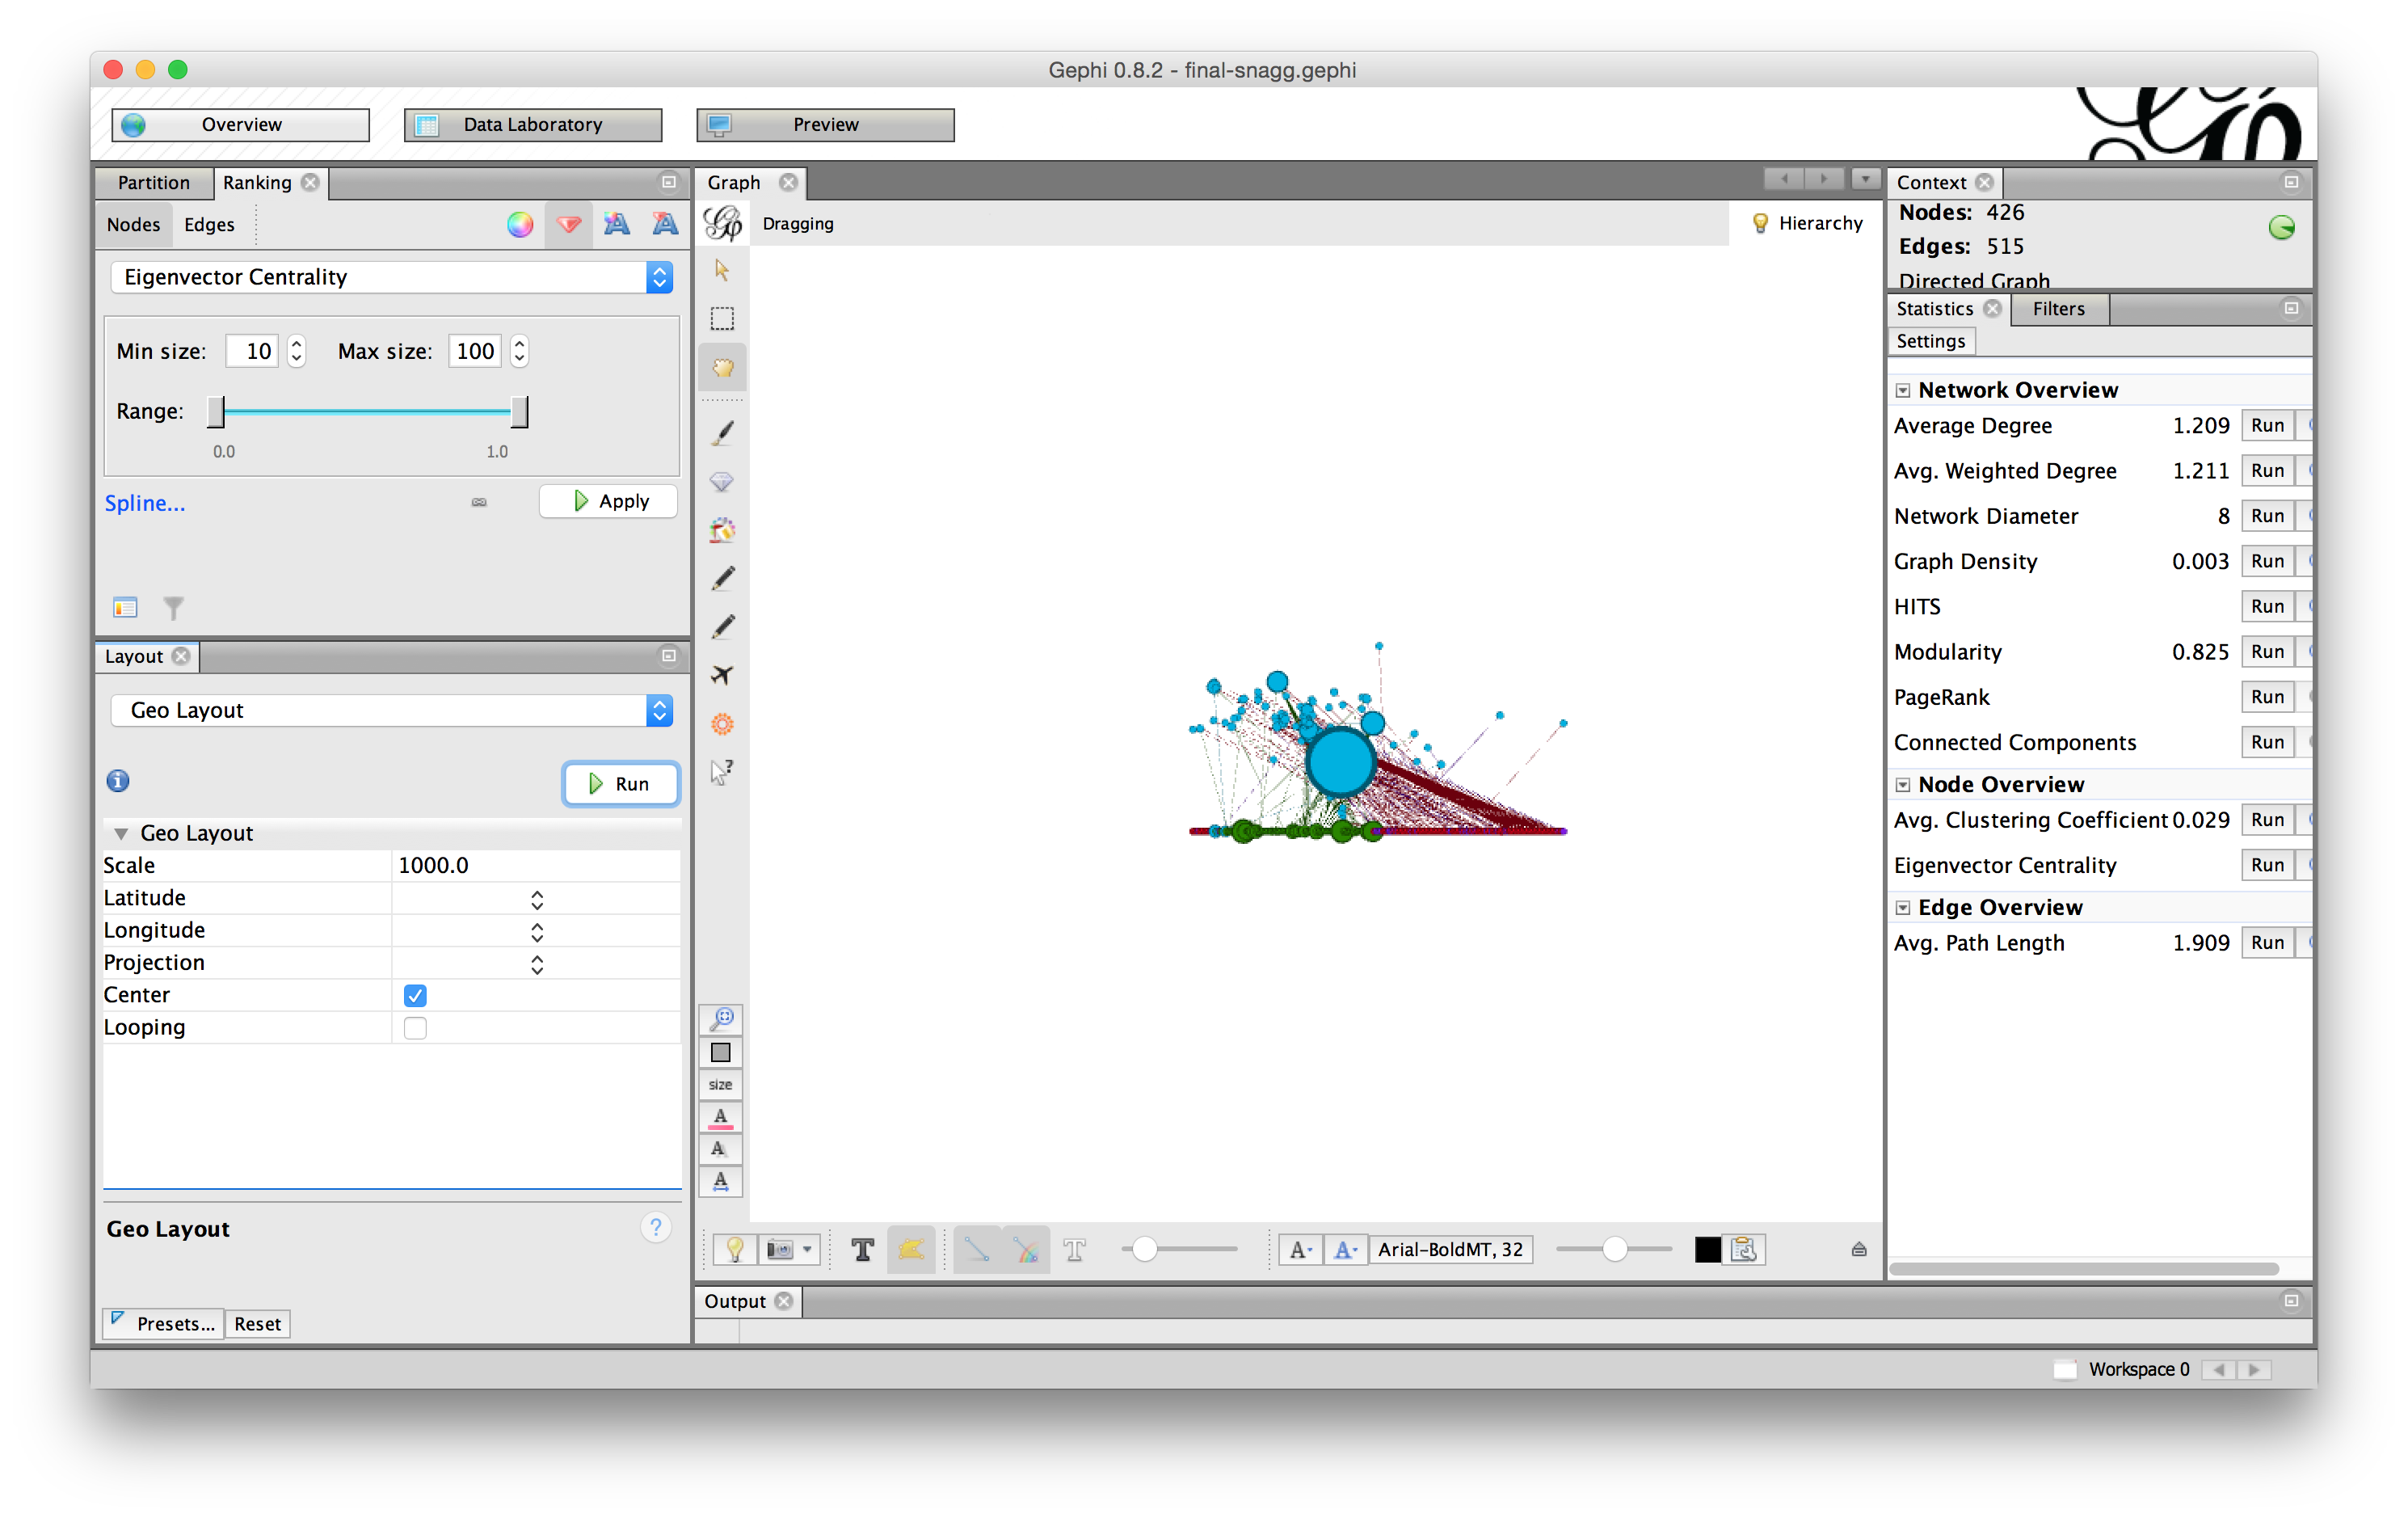 Gephi 0.8.2 - final-snagg.gephi
Overview
Data Laboratory
Preview
Partition
Ranking
Nodes
Edges
Eigenvector Centrality
Min size: 10
Max size: 100
Range:
0.0
1.0
Spline...
Apply
Layout
Geo Layout
Run
Geo Layout
Scale 1000.0
Latitude
Longitude
Projection
Center
Looping
Geo Layout
?
Presets...
Reset
Graph
Dragging
Hierarchy
size
A
A
A
T
T
A
A
Arial-BoldMT, 32
Output
Context
Nodes: 426
Edges: 515
Directed Graph
Statistics
Filters
Settings
Network Overview
Average Degree 1.209 Run
Avg. Weighted Degree 1.211 Run
Network Diameter 8 Run
Graph Density 0.003 Run
HITS Run
Modularity 0.825 Run
PageRank Run
Connected Components Run
Node Overview
Avg. Clustering Coefficient 0.029 Run
Eigenvector Centrality Run
Edge Overview
Avg. Path Length 1.909 Run
Workspace 0